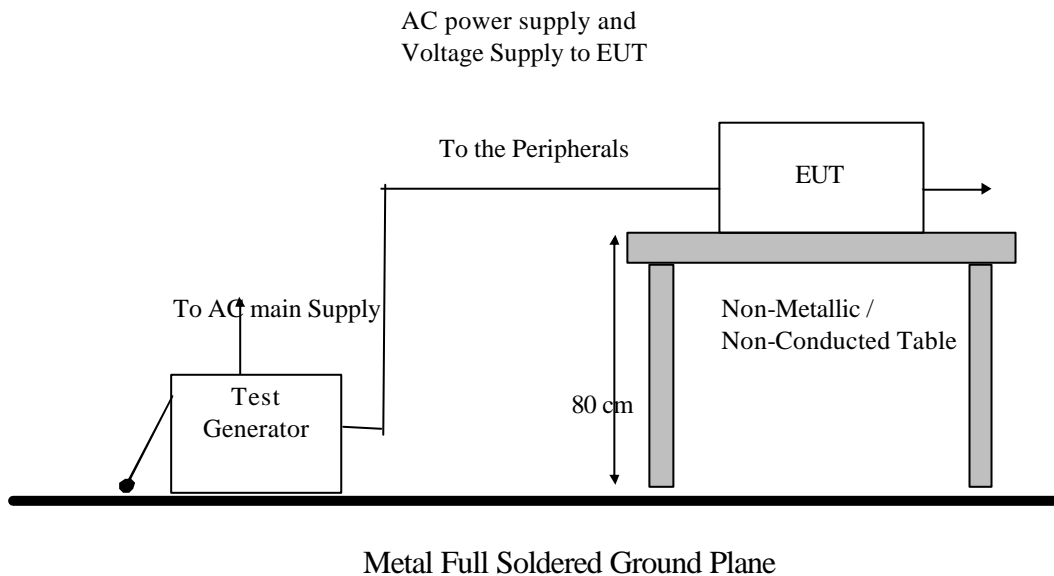 AC power supply and
Voltage Supply to EUT
To the Peripherals
EUT
To AC main Supply
Non-Metallic /
Non-Conducted Table
Test
Generator
80 cm
Metal Full Soldered Ground Plane